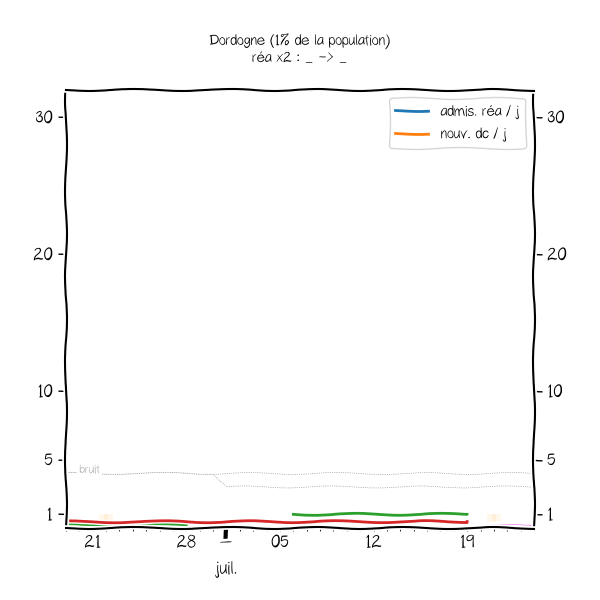 Dordogne (1% de la population)
réa x2 : _ -> _
admis. réa / j
nouv. dc / j
30
30
20
20
10
10
5
5
bruit
1
1
21
28
05
12
19
juil.